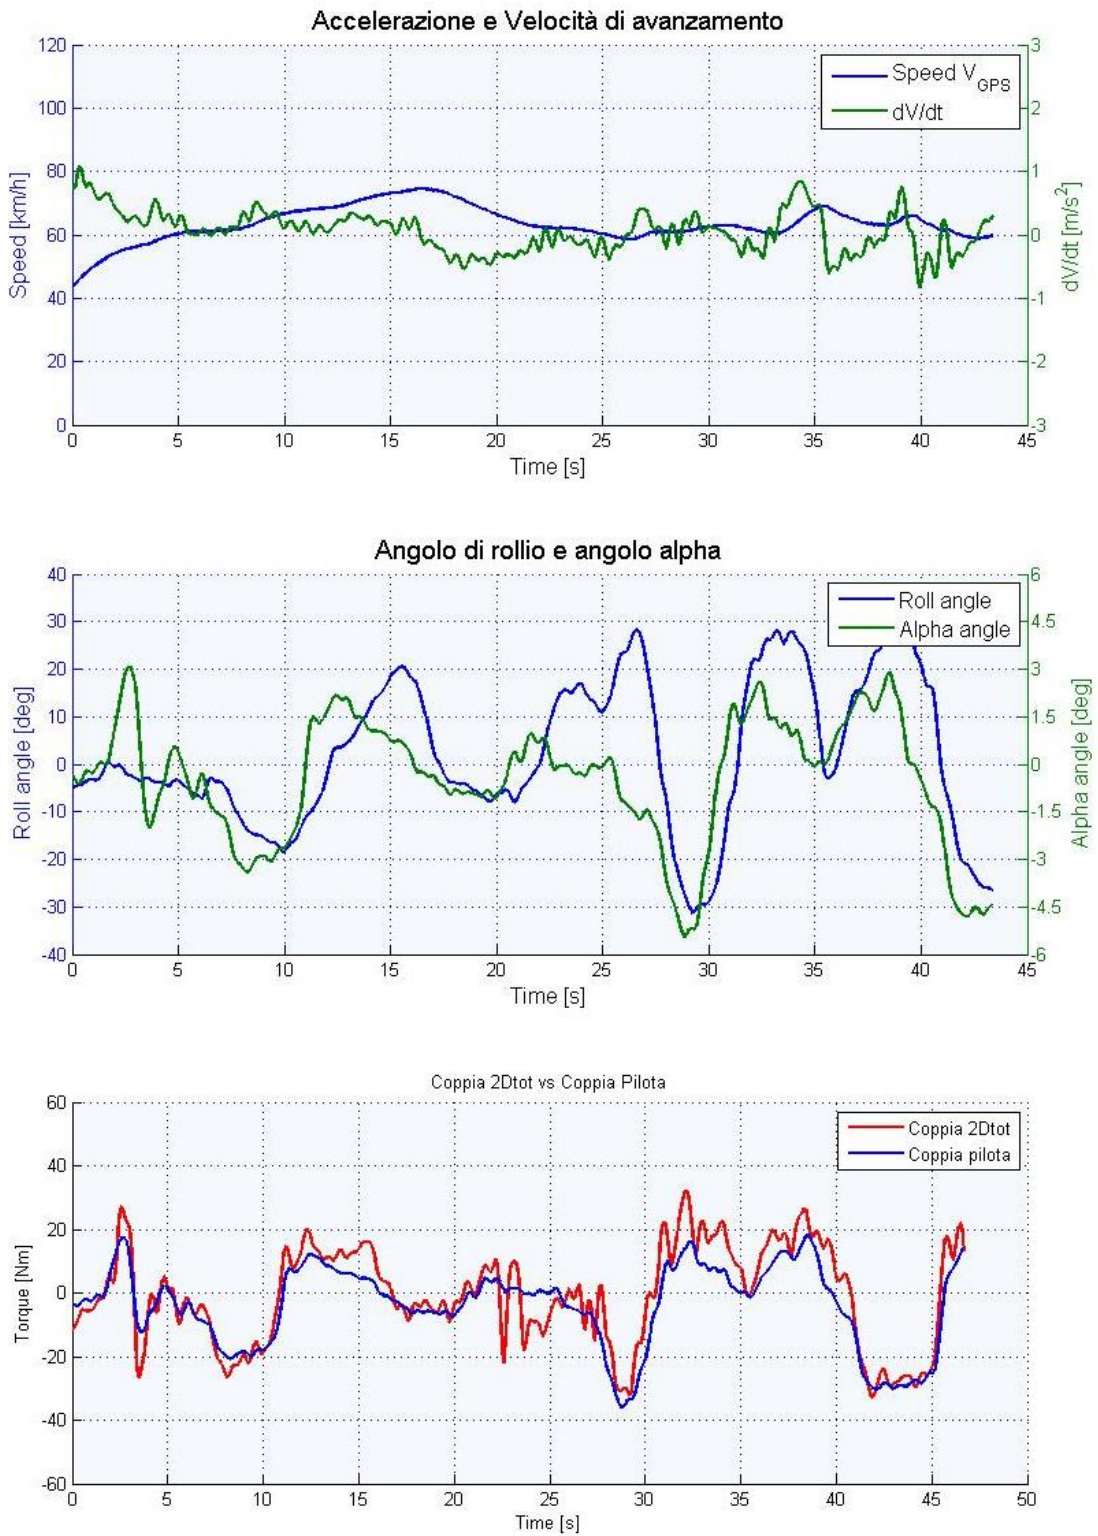 Accelerazione e Velocità di avanzamento
120
100
80
60
40
20
0
Speed [km/h]
Speed V_GPS
dV/dt
3
2
1
0
-1
-2
-3
dV/dt [m/s²]
0 5 10 15 20 25 30 35 40 45
Time [s]
Angolo di rollio e angolo alpha
40
30
20
10
0
-10
-20
-30
-40
Roll angle [deg]
Roll angle
Alpha angle
6
4.5
3
1.5
0
-1.5
-3
-4.5
-6
Alpha angle [deg]
0 5 10 15 20 25 30 35 40 45
Time [s]
Coppia 2Dtot vs Coppia Pilota
60
40
20
0
-20
-40
-60
Torque [Nm]
Coppia 2Dtot
Coppia pilota
0 5 10 15 20 25 30 35 40 45 50
Time [s]